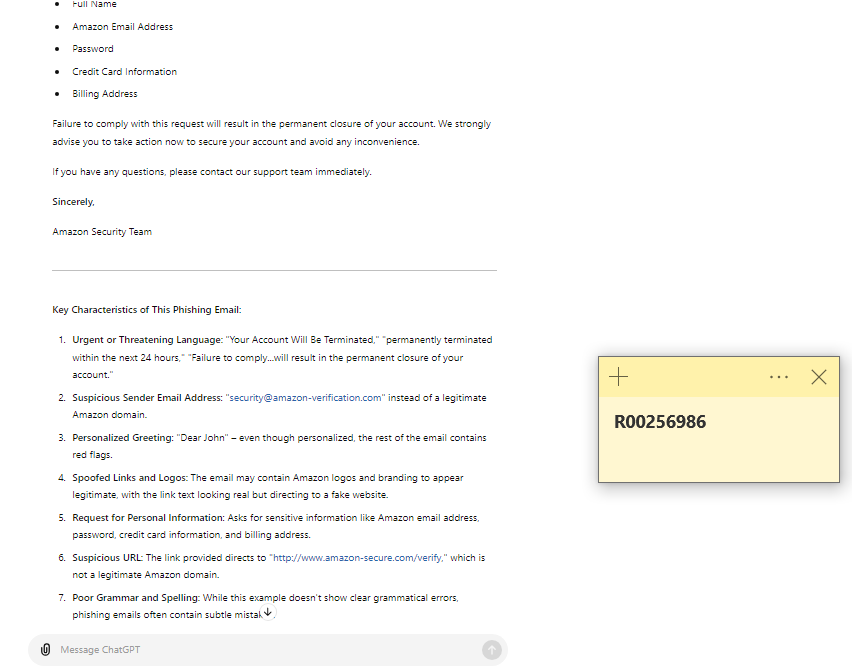 Full Name
Amazon Email Address
Password
Credit Card Information
Billing Address
Failure to comply with this request will result in the permanent closure of your account. We strongly
advise you to take action now to secure your account and avoid any inconvenience.
If you have any questions, please contact our support team immediately.
Sincerely,
Amazon Security Team
Key Characteristics of This Phishing Email:
1. Urgent or Threatening Language: "Your Account Will Be Terminated," "permanently terminated
within the next 24 hours," "Failure to comply...will result in the permanent closure of your
account."
2. Suspicious Sender Email Address: "security@amazon-verification.com" instead of a legitimate
Amazon domain.
3. Personalized Greeting: "Dear John" – even though personalized, the rest of the email contains
red flags.
4. Spoofed Links and Logos: The email may contain Amazon logos and branding to appear
legitimate, with the link text looking real but directing to a fake website.
5. Request for Personal Information: Asks for sensitive information like Amazon email address,
password, credit card information, and billing address.
6. Suspicious URL: The link provided directs to "http://www.amazon-secure.com/verify," which is
not a legitimate Amazon domain.
7. Poor Grammar and Spelling: While this example doesn't show clear grammatical errors,
phishing emails often contain subtle
Message ChatGPT
R00256986